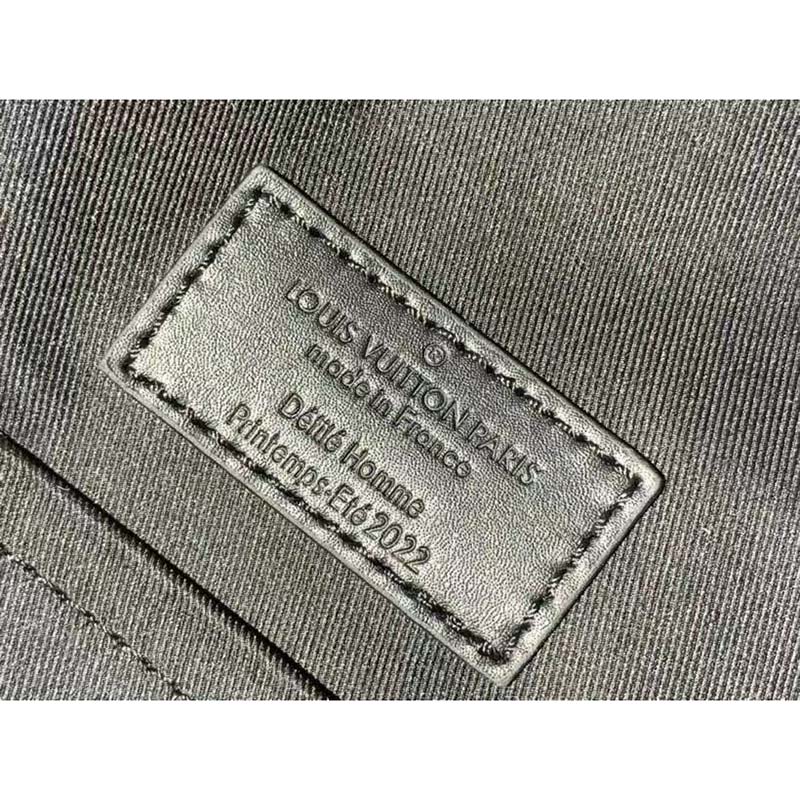 LOUIS VUITTON PARIS
made in France
Défilé Homme
Printemps-Eté 2022